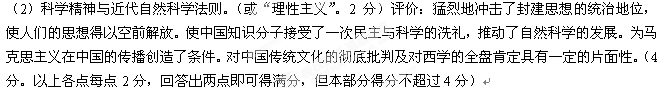 （2）科学精神与近代自然科学法则。（或“理性主义”。2 分）评价：猛烈地冲击了封建思想的统治地位，
使人们的思想得以空前解放。使中国知识分子接受了一次民主与科学的洗礼，推动了自然科学的发展。为马
克思主义在中国的传播创造了条件。对中国传统文化的彻底批判及对西学的全盘肯定具有一定的片面性。（4
分。以上各点每点 2 分，回答出两点即可得满分，但本部分得分不超过 4 分）↵